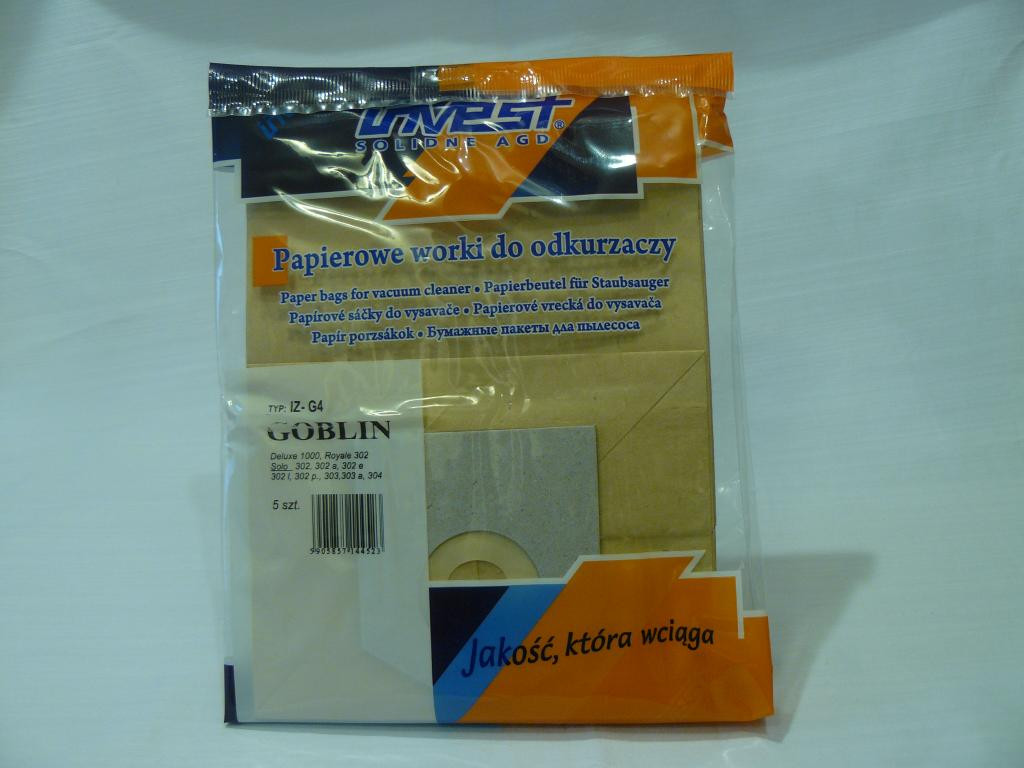 invest®
SOLIDNE AGD
Papierowe worki do odkurzaczy
Paper bags for vacuum cleaner • Papierbeutel für Staubsauger
Papírové sáčky do vysavače • Papierové vrecká do vysavača
Papír porzsákok • Бумажные пакеты для пылесоса
TYP: IZ- G4
GOBLIN
Deluxe 1000, Royale 302
Solo 302, 302 a, 302 e
302 l, 302 p., 303,303 a, 304
5 szt.
5905857144523
Jakość, która wciąga